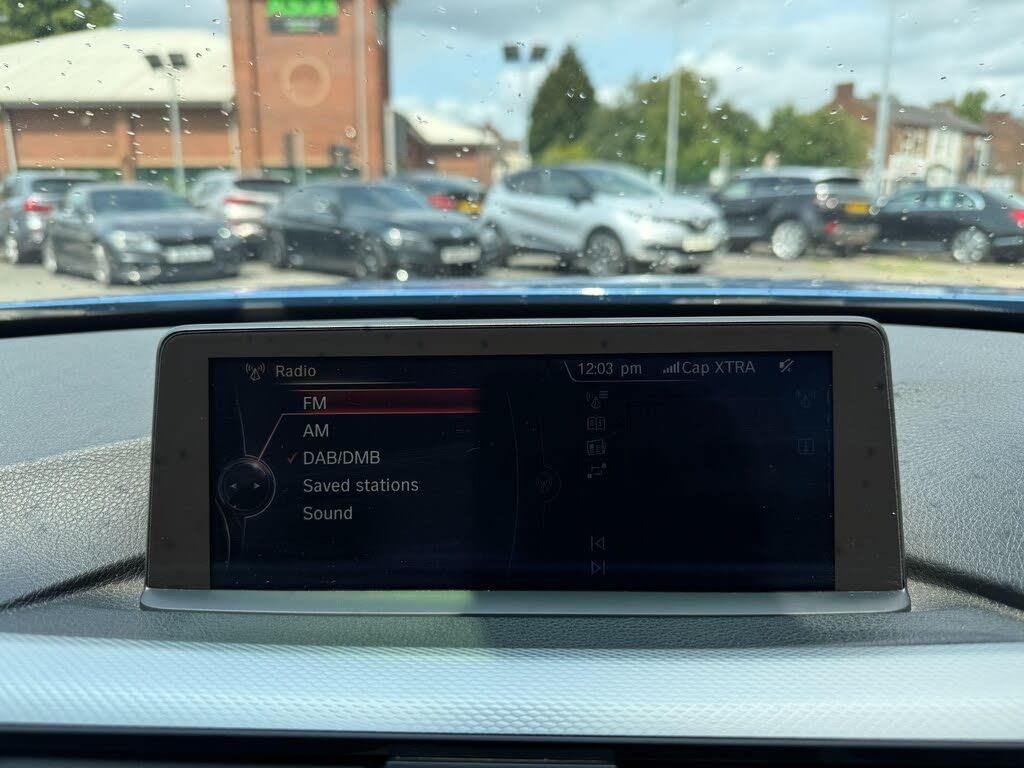 Radio
12:03 pm
Cap XTRA
FM
AM
DAB/DMB
Saved stations
Sound